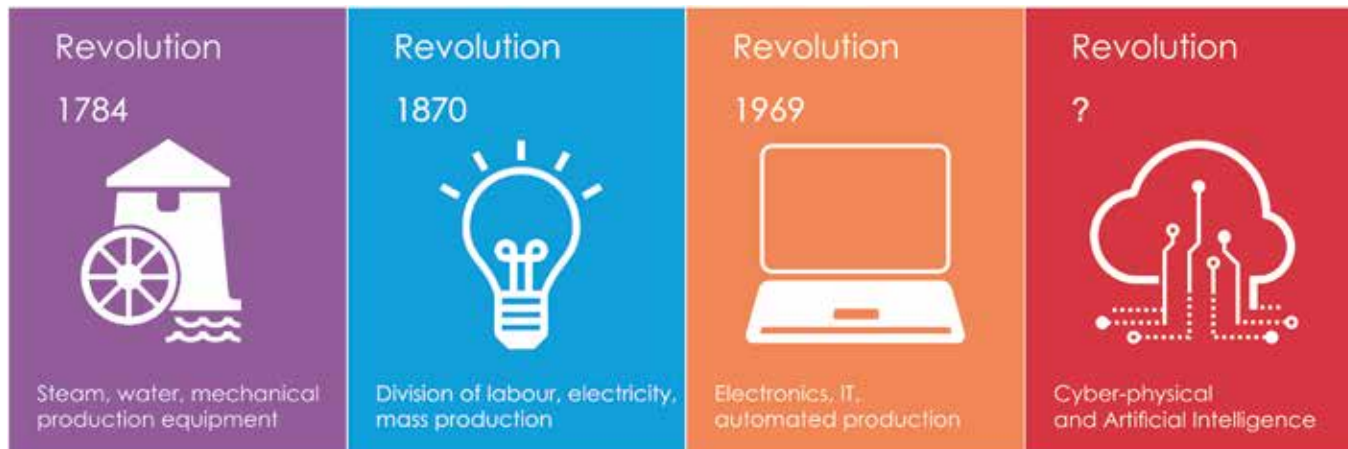 Revolution
1784
Steam, water, mechanical
production equipment
Revolution
1870
Division of labour, electricity,
mass production
Revolution
1969
Electronics, IT,
automated production
Revolution
?
Cyber-physical
and Artificial Intelligence